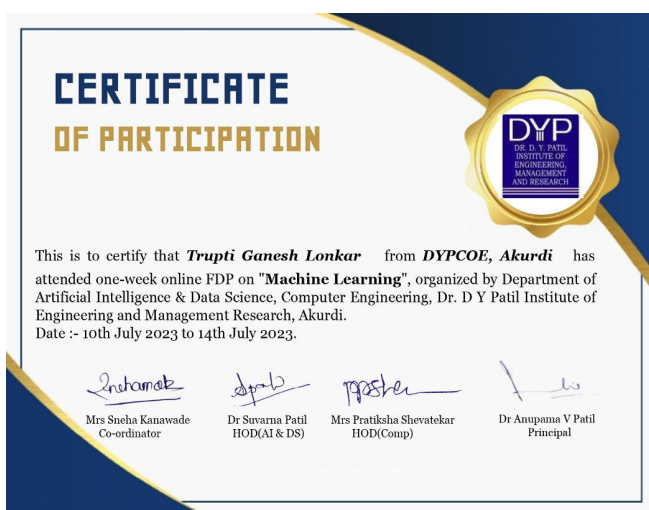 CERTIFICATE
OF PARTICIPATION
DYP
DR. D. Y. PATIL
INSTITUTE OF
ENGINEERING,
MANAGEMENT
AND RESEARCH
This is to certify that Trupti Ganesh Lonkar from DYPCOE, Akurdi has
attended one-week online FDP on "Machine Learning", organized by Department of
Artificial Intelligence & Data Science, Computer Engineering, Dr. D Y Patil Institute of
Engineering and Management Research, Akurdi.
Date :- 10th July 2023 to 14th July 2023.
Mrs Sneha Kanawade
Co-ordinator
Dr Suvarna Patil
HOD(AI & DS)
Mrs Pratiksha Shevatekar
HOD(Comp)
Dr Anupama V Patil
Principal